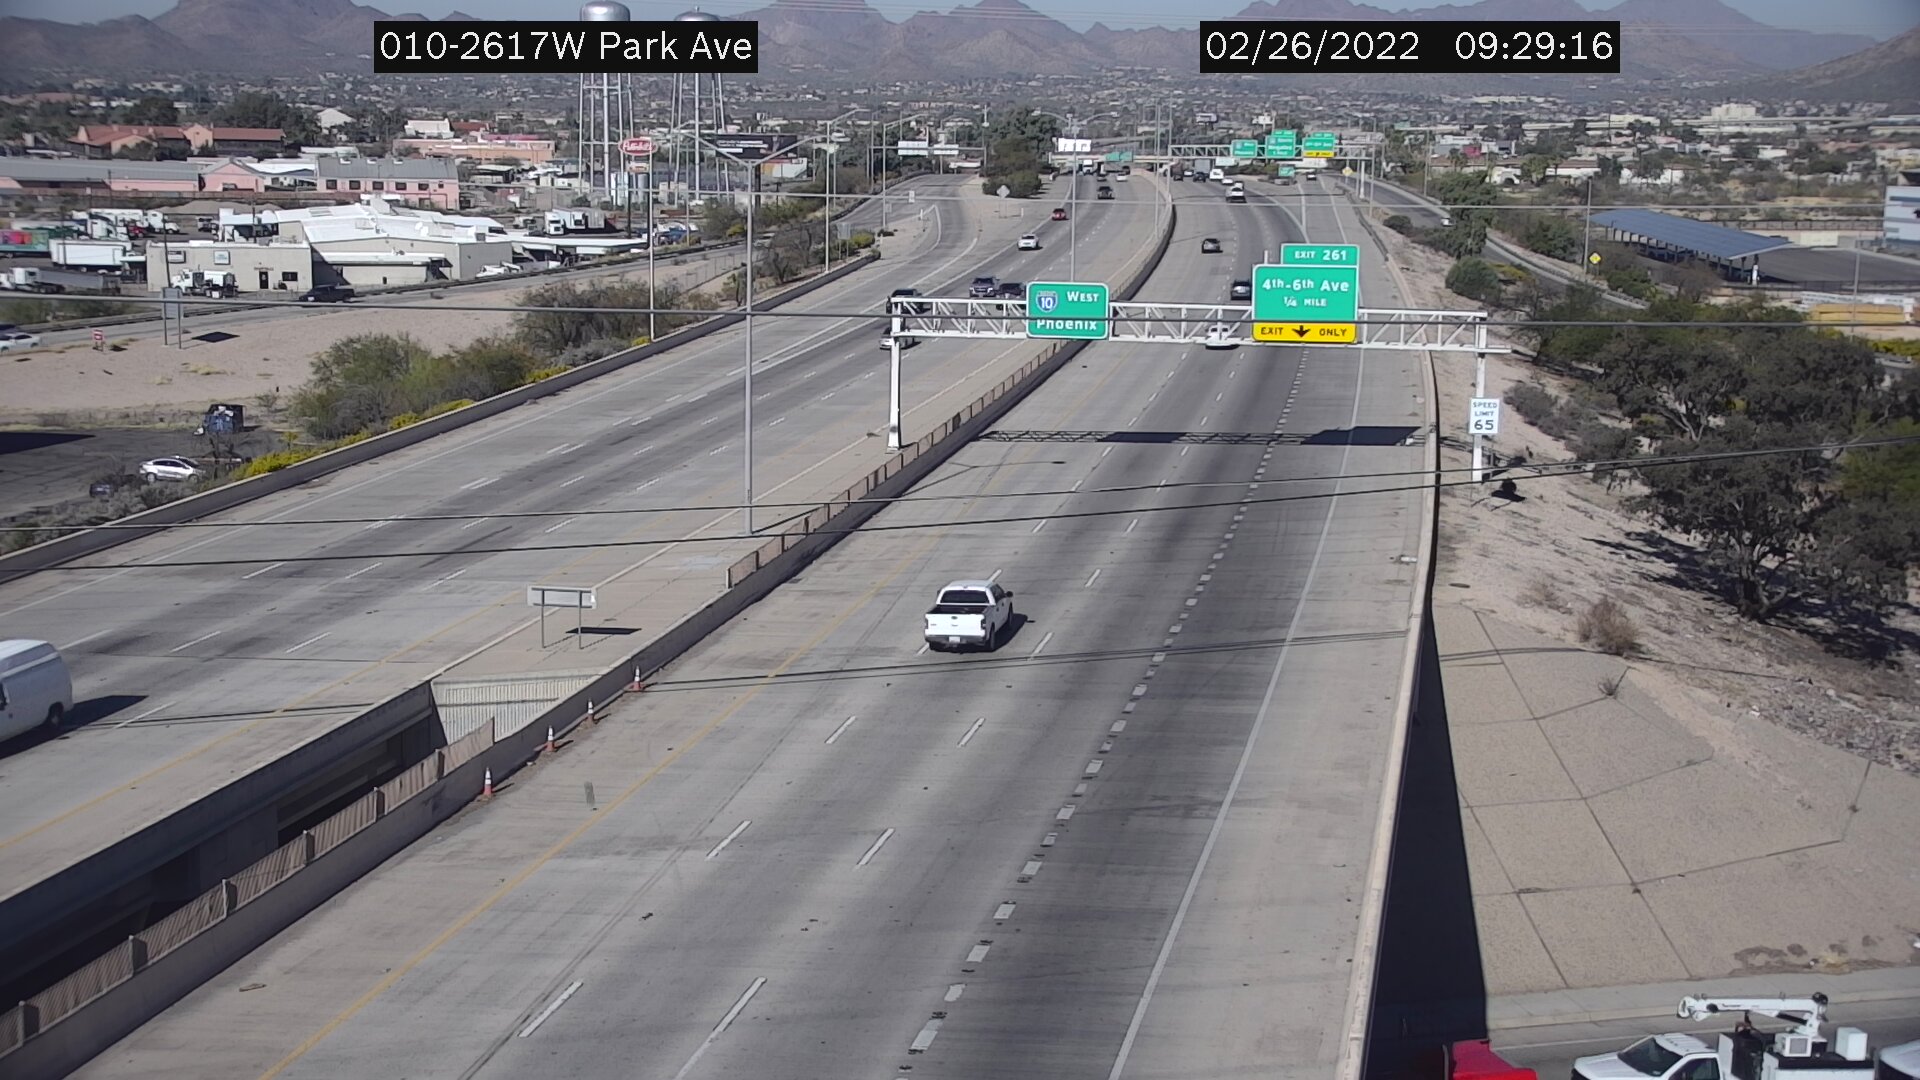 010-2617W Park Ave
02/26/2022 09:29:16
EXIT 261
4th-6th Ave
1/4 MILE
EXIT ONLY
10 WEST
Phoenix
SPEED
LIMIT
65